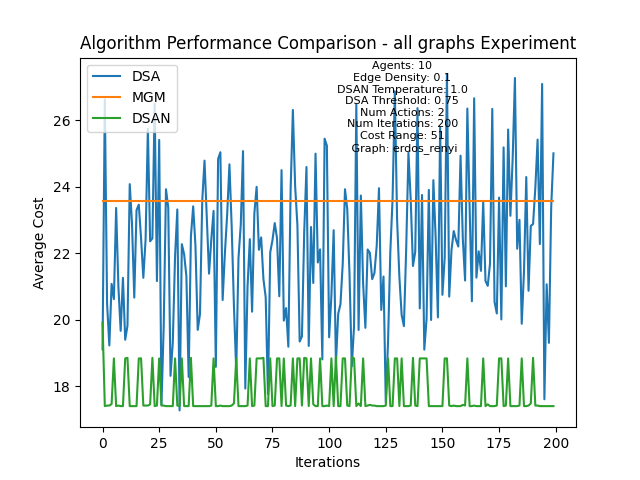 Algorithm Performance Comparison - all graphs Experiment
DSA
MGM
DSAN
Agents: 10
Edge Density: 0.1
DSAN Temperature: 1.0
DSA Threshold: 0.75
Num Actions: 2
Num Iterations: 200
Cost Range: 51
Graph: erdos_renyi
Average Cost
26
24
22
20
18
0
25
50
75
100
125
150
175
200
Iterations